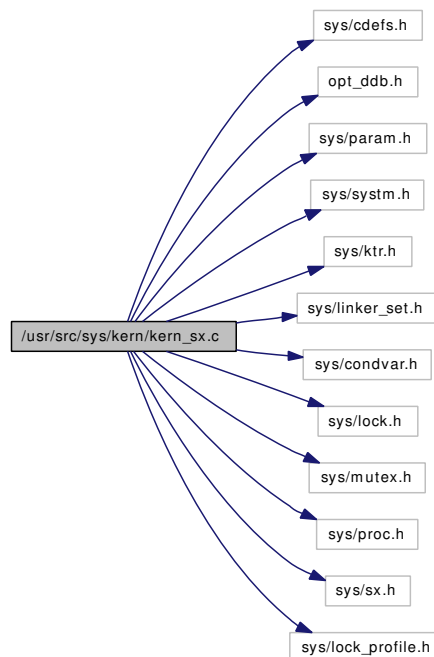 sys/cdefs.h
opt_ddb.h
sys/param.h
sys/systm.h
sys/ktr.h
sys/linker_set.h
/usr/src/sys/kern/kern_sx.c
sys/condvar.h
sys/lock.h
sys/mutex.h
sys/proc.h
sys/sx.h
sys/lock_profile.h